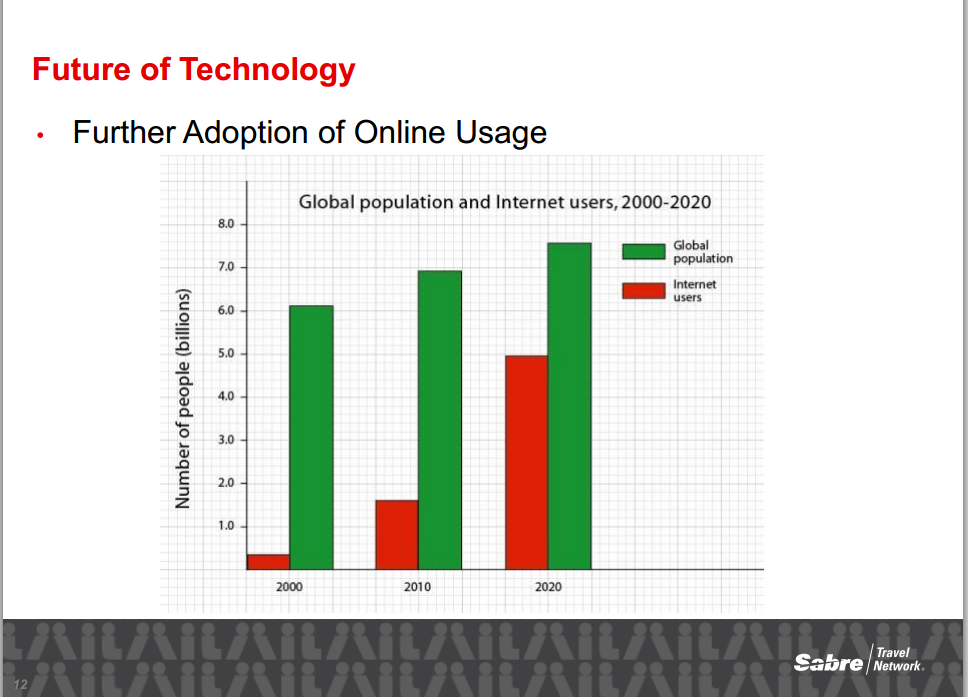 Future of Technology
• Further Adoption of Online Usage
Global population and Internet users, 2000-2020
Number of people (billions)
8.0
7.0
6.0
5.0
4.0
3.0
2.0
1.0
Global
population
Internet
users
2000 2010 2020
12
Sabre Travel
Network.